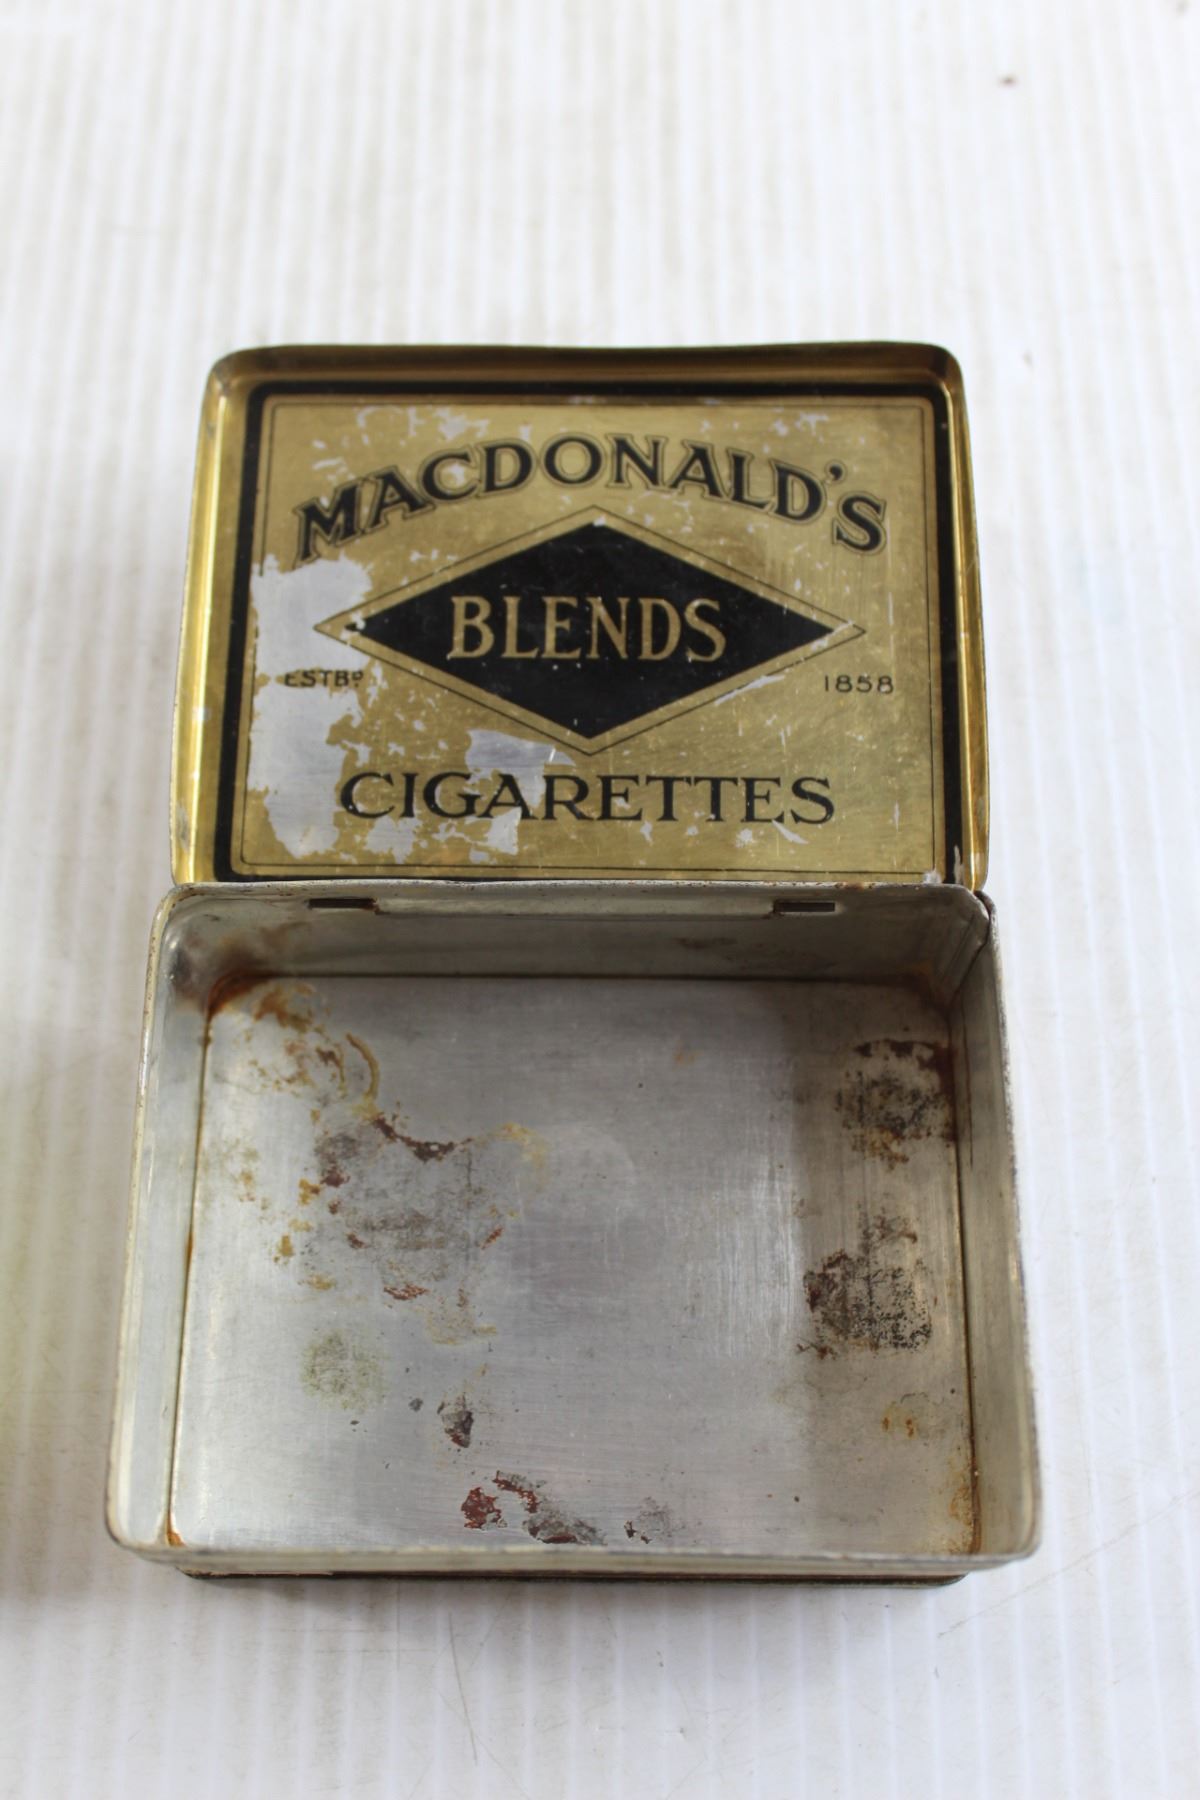 MACDONALD'S
BLENDS
ESTBD 1858
CIGARETTES